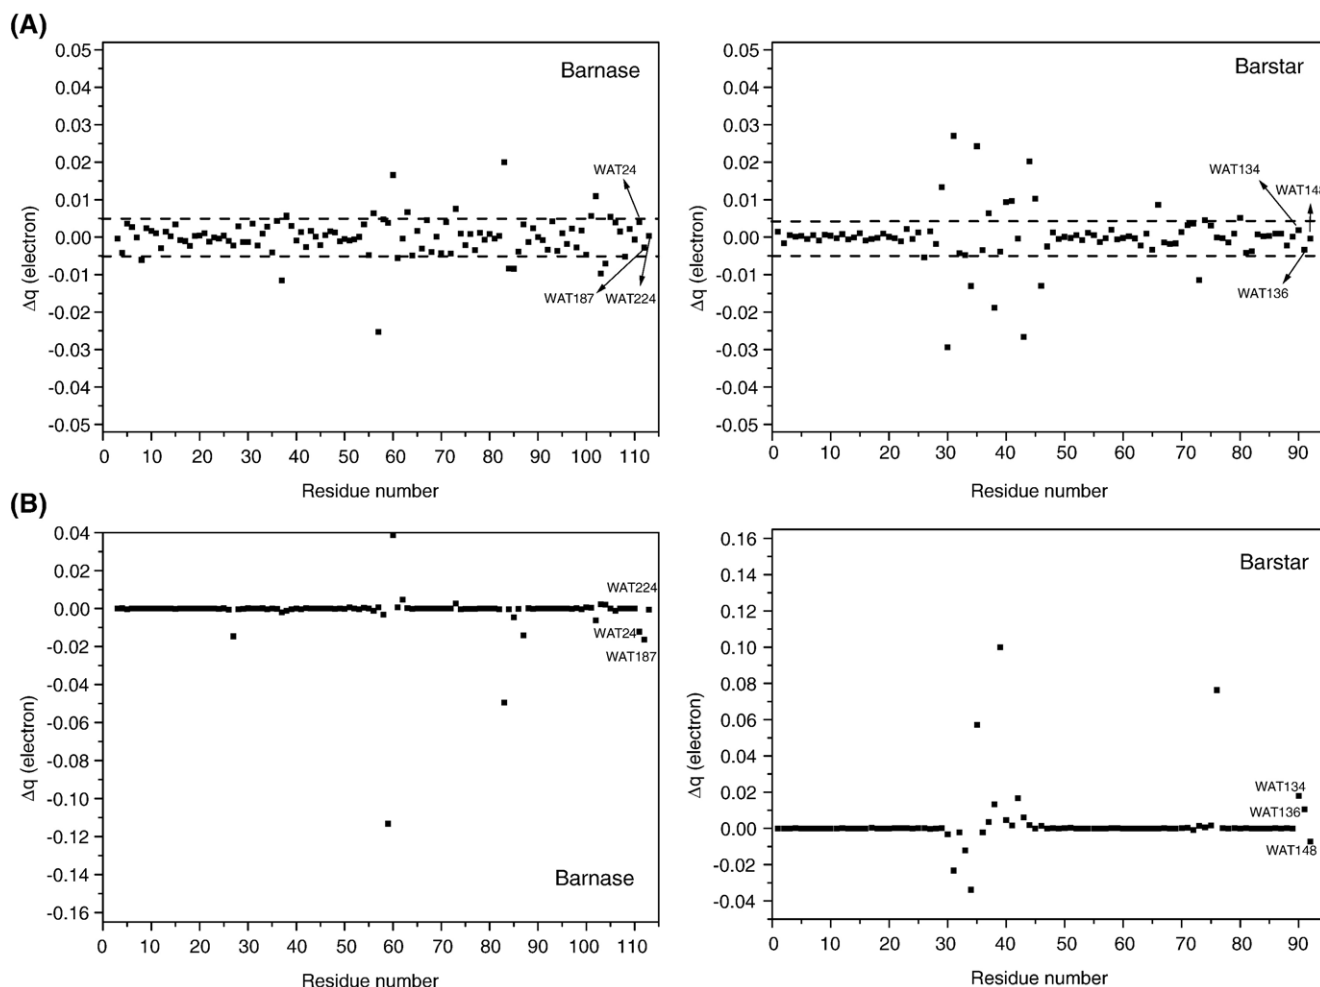 (A)
Barnase
0.05
0.04
0.03
0.02
0.01
0.00
-0.01
-0.02
-0.03
-0.04
-0.05
Δq (electron)
WAT24
WAT187
WAT224
0 10 20 30 40 50 60 70 80 90 100 110
Residue number
Barstar
0.05
0.04
0.03
0.02
0.01
0.00
-0.01
-0.02
-0.03
-0.04
-0.05
Δq (electron)
WAT134
WAT148
WAT136
0 10 20 30 40 50 60 70 80 90
Residue number
(B)
0.04
0.02
0.00
-0.02
-0.04
-0.06
-0.08
-0.10
-0.12
-0.14
-0.16
Δq (electron)
WAT224
WAT24
WAT187
Barnase
0 10 20 30 40 50 60 70 80 90 100 110
Residue number
0.16
0.14
0.12
0.10
0.08
0.06
0.04
0.02
0.00
-0.02
-0.04
Δq (electron)
Barstar
WAT134
WAT136
WAT148
0 10 20 30 40 50 60 70 80 90
Residue number